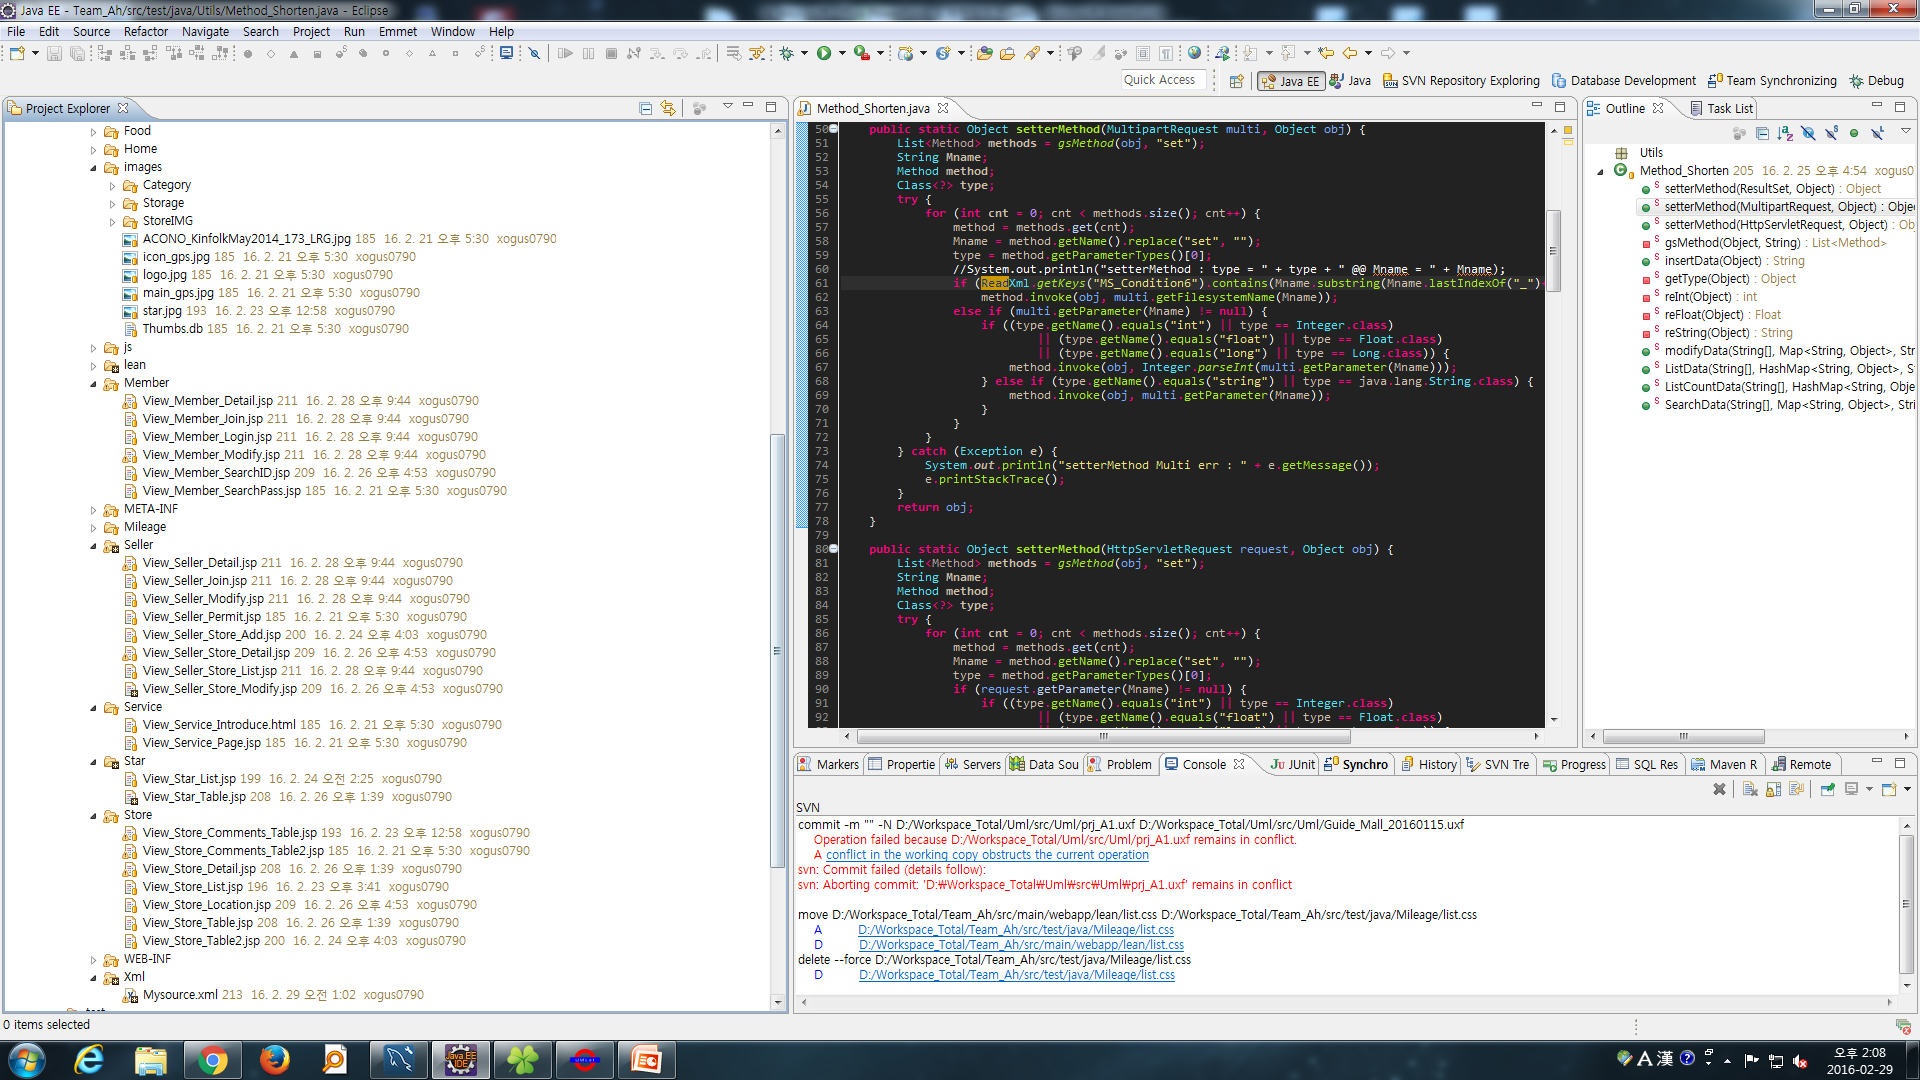 Java EE - Team_Ah/src/test/java/Utils/Method_Shorten.java - Eclipse
File Edit Source Refactor Navigate Search Project Run Emmet Window Help
Quick Access
Java EE Java SVN Repository Exploring Database Development Team Synchronizing Debug
Project Explorer
Food
Home
images
Category
Storage
StoreIMG
ACONO_KinfolkMay2014_173_LRG.jpg 185 16. 2. 21 오후 5:30 xogus0790
icon_gps.jpg 185 16. 2. 21 오후 5:30 xogus0790
logo.jpg 185 16. 2. 21 오후 5:30 xogus0790
main_gps.jpg 185 16. 2. 21 오후 5:30 xogus0790
star.jpg 193 16. 2. 23 오후 12:58 xogus0790
Thumbs.db 185 16. 2. 21 오후 5:30 xogus0790
js
lean
Member
View_Member_Detail.jsp 211 16. 2. 28 오후 9:44 xogus0790
View_Member_Join.jsp 211 16. 2. 28 오후 9:44 xogus0790
View_Member_Login.jsp 211 16. 2. 28 오후 9:44 xogus0790
View_Member_Modify.jsp 211 16. 2. 28 오후 9:44 xogus0790
View_Member_SearchID.jsp 209 16. 2. 26 오후 4:53 xogus0790
View_Member_SearchPass.jsp 185 16. 2. 21 오후 5:30 xogus0790
META-INF
Mileage
Seller
View_Seller_Detail.jsp 211 16. 2. 28 오후 9:44 xogus0790
View_Seller_Join.jsp 211 16. 2. 28 오후 9:44 xogus0790
View_Seller_Modify.jsp 211 16. 2. 28 오후 9:44 xogus0790
View_Seller_Permit.jsp 185 16. 2. 21 오후 5:30 xogus0790
View_Seller_Store_Add.jsp 200 16. 2. 24 오후 4:03 xogus0790
View_Seller_Store_Detail.jsp 209 16. 2. 26 오후 4:53 xogus0790
View_Seller_Store_List.jsp 211 16. 2. 28 오후 9:44 xogus0790
View_Seller_Store_Modify.jsp 209 16. 2. 26 오후 4:53 xogus0790
Service
View_Service_Introduce.html 185 16. 2. 21 오후 5:30 xogus0790
View_Service_Page.jsp 185 16. 2. 21 오후 5:30 xogus0790
Star
View_Star_List.jsp 199 16. 2. 24 오전 2:25 xogus0790
View_Star_Table.jsp 208 16. 2. 26 오후 1:39 xogus0790
Store
View_Store_Comments_Table.jsp 193 16. 2. 23 오후 12:58 xogus0790
View_Store_Comments_Table2.jsp 185 16. 2. 21 오후 5:30 xogus0790
View_Store_Detail.jsp 208 16. 2. 26 오후 1:39 xogus0790
View_Store_List.jsp 196 16. 2. 23 오후 3:41 xogus0790
View_Store_Location.jsp 209 16. 2. 26 오후 4:53 xogus0790
View_Store_Table.jsp 208 16. 2. 26 오후 1:39 xogus0790
View_Store_Table2.jsp 200 16. 2. 24 오후 4:03 xogus0790
WEB-INF
Xml
Mysource.xml 213 16. 2. 29 오전 1:02 xogus0790
0 items selected
Method_Shorten.java
50 public static Object setterMethod(MultipartRequest multi, Object obj) {
51 List<Method> methods = gsMethod(obj, "set");
52 String Mname;
53 Method method;
54 Class<?> type;
55 try {
56 for (int cnt = 0; cnt < methods.size(); cnt++) {
57 method = methods.get(cnt);
58 Mname = method.getName().replace("set", "");
59 type = method.getParameterTypes()[0];
60 //System.out.println("setterMethod : type = " + type + " @@ Mname = " + Mname);
61 if (ReadXml.getKeys("MS_Condition6").contains(Mname.substring(Mname.lastIndexOf("_")
62 method.invoke(obj, multi.getFilesystemName(Mname));
63 else if (multi.getParameter(Mname) != null) {
64 if ((type.getName().equals("int") || type == Integer.class)
65 || (type.getName().equals("float") || type == Float.class)
66 || (type.getName().equals("long") || type == Long.class)) {
67 method.invoke(obj, Integer.parseInt(multi.getParameter(Mname)));
68 } else if (type.getName().equals("string") || type == java.lang.String.class) {
69 method.invoke(obj, multi.getParameter(Mname));
70 }
71 }
72 }
73 } catch (Exception e) {
74 System.out.println("setterMethod Multi err : " + e.getMessage());
75 e.printStackTrace();
76 }
77 return obj;
78 }
79
80 public static Object setterMethod(HttpServletRequest request, Object obj) {
81 List<Method> methods = gsMethod(obj, "set");
82 String Mname;
83 Method method;
84 Class<?> type;
85 try {
86 for (int cnt = 0; cnt < methods.size(); cnt++) {
87 method = methods.get(cnt);
88 Mname = method.getName().replace("set", "");
89 type = method.getParameterTypes()[0];
90 if (request.getParameter(Mname) != null) {
91 if ((type.getName().equals("int") || type == Integer.class)
92 || (type.getName().equals("float") || type == Float.class)
Outline Task List
Utils
Method_Shorten 205 16. 2. 25 오후 4:54 xogus0
setterMethod(ResultSet, Object) : Object
setterMethod(MultipartRequest, Object) : Obje
setterMethod(HttpServletRequest, Object) : Ob
gsMethod(Object, String) : List<Method>
insertData(Object) : String
getType(Object) : Object
reInt(Object) : int
reFloat(Object) : Float
reString(Object) : String
modifyData(String[], Map<String, Object>, St
ListData(String[], HashMap<String, Object>, S
ListCountData(String[], HashMap<String, Obje
SearchData(String[], Map<String, Object>, Stri
Markers Propertie Servers Data Sou Problem Console JUnit Synchro History SVN Tre Progress SQL Res Maven R Remote
SVN
commit -m "" -N D:/Workspace_Total/Uml/src/Uml/prj_A1.uxf D:/Workspace_Total/Uml/src/Uml/Guide_Mall_20160115.uxf
Operation failed because D:/Workspace_Total/Uml/src/Uml/prj_A1.uxf remains in conflict.
A conflict in the working copy obstructs the current operation
svn: Commit failed (details follow):
svn: Aborting commit: 'D:₩Workspace_Total₩Uml₩src₩Uml₩prj_A1.uxf' remains in conflict
move D:/Workspace_Total/Team_Ah/src/main/webapp/lean/list.css D:/Workspace_Total/Team_Ah/src/test/java/Mileage/list.css
A D:/Workspace_Total/Team_Ah/src/test/java/Mileage/list.css
D D:/Workspace_Total/Team_Ah/src/main/webapp/lean/list.css
delete --force D:/Workspace_Total/Team_Ah/src/test/java/Mileage/list.css
D D:/Workspace_Total/Team_Ah/src/test/java/Mileage/list.css
Java EE
IDE
A 漢
오후 2:08
2016-02-29